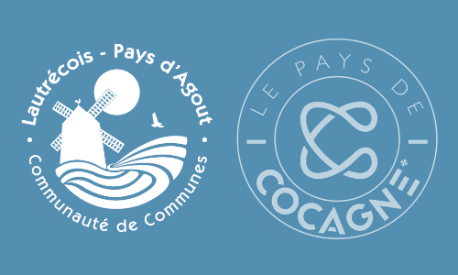 Lautrécois - Pays d'Agout
Communauté de Communes
LE PAYS DE
COCAGNE+